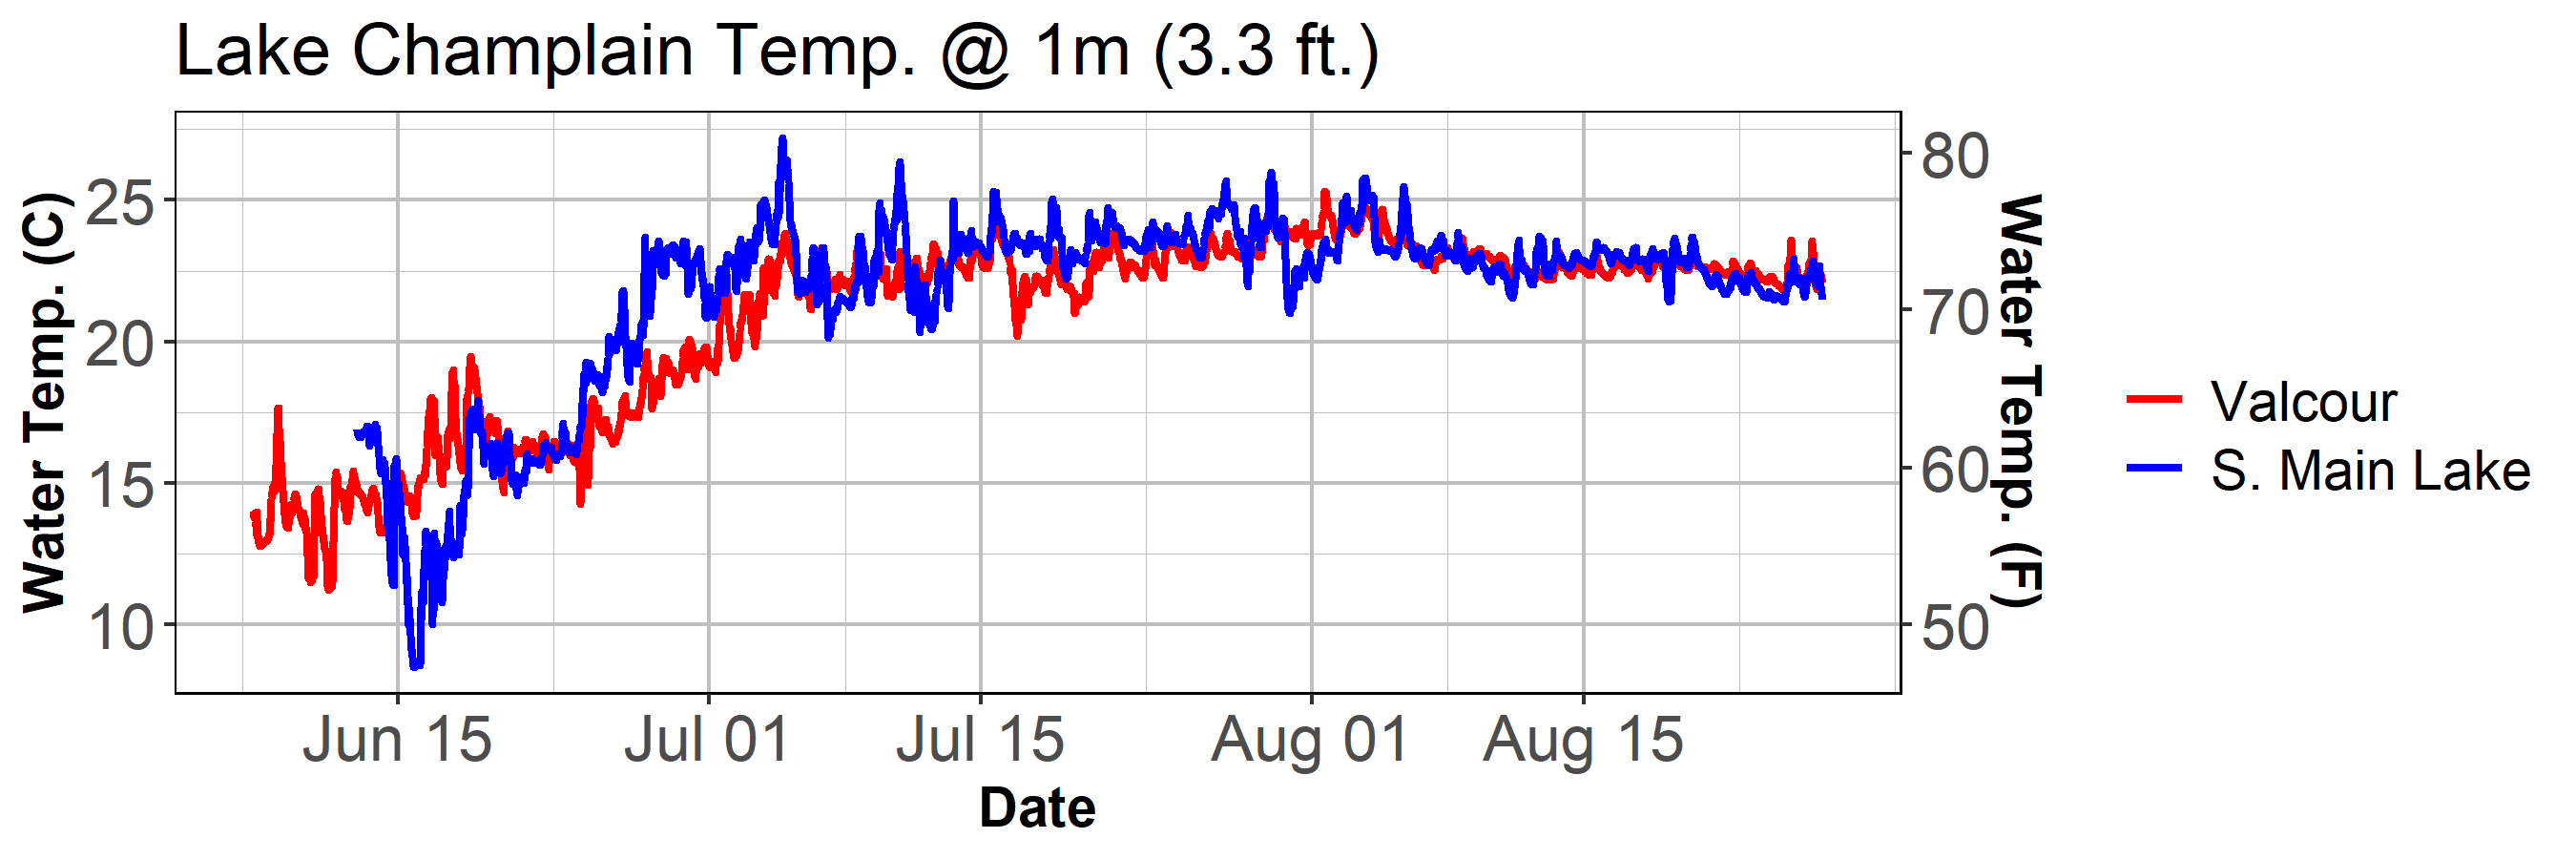 Lake Champlain Temp. @ 1m (3.3 ft.)
Water Temp. (C)
25
20
15
10
80
70
60
50
Water Temp. (F)
Jun 15
Jul 01
Jul 15
Aug 01
Aug 15
Date
Valcour
S. Main Lake